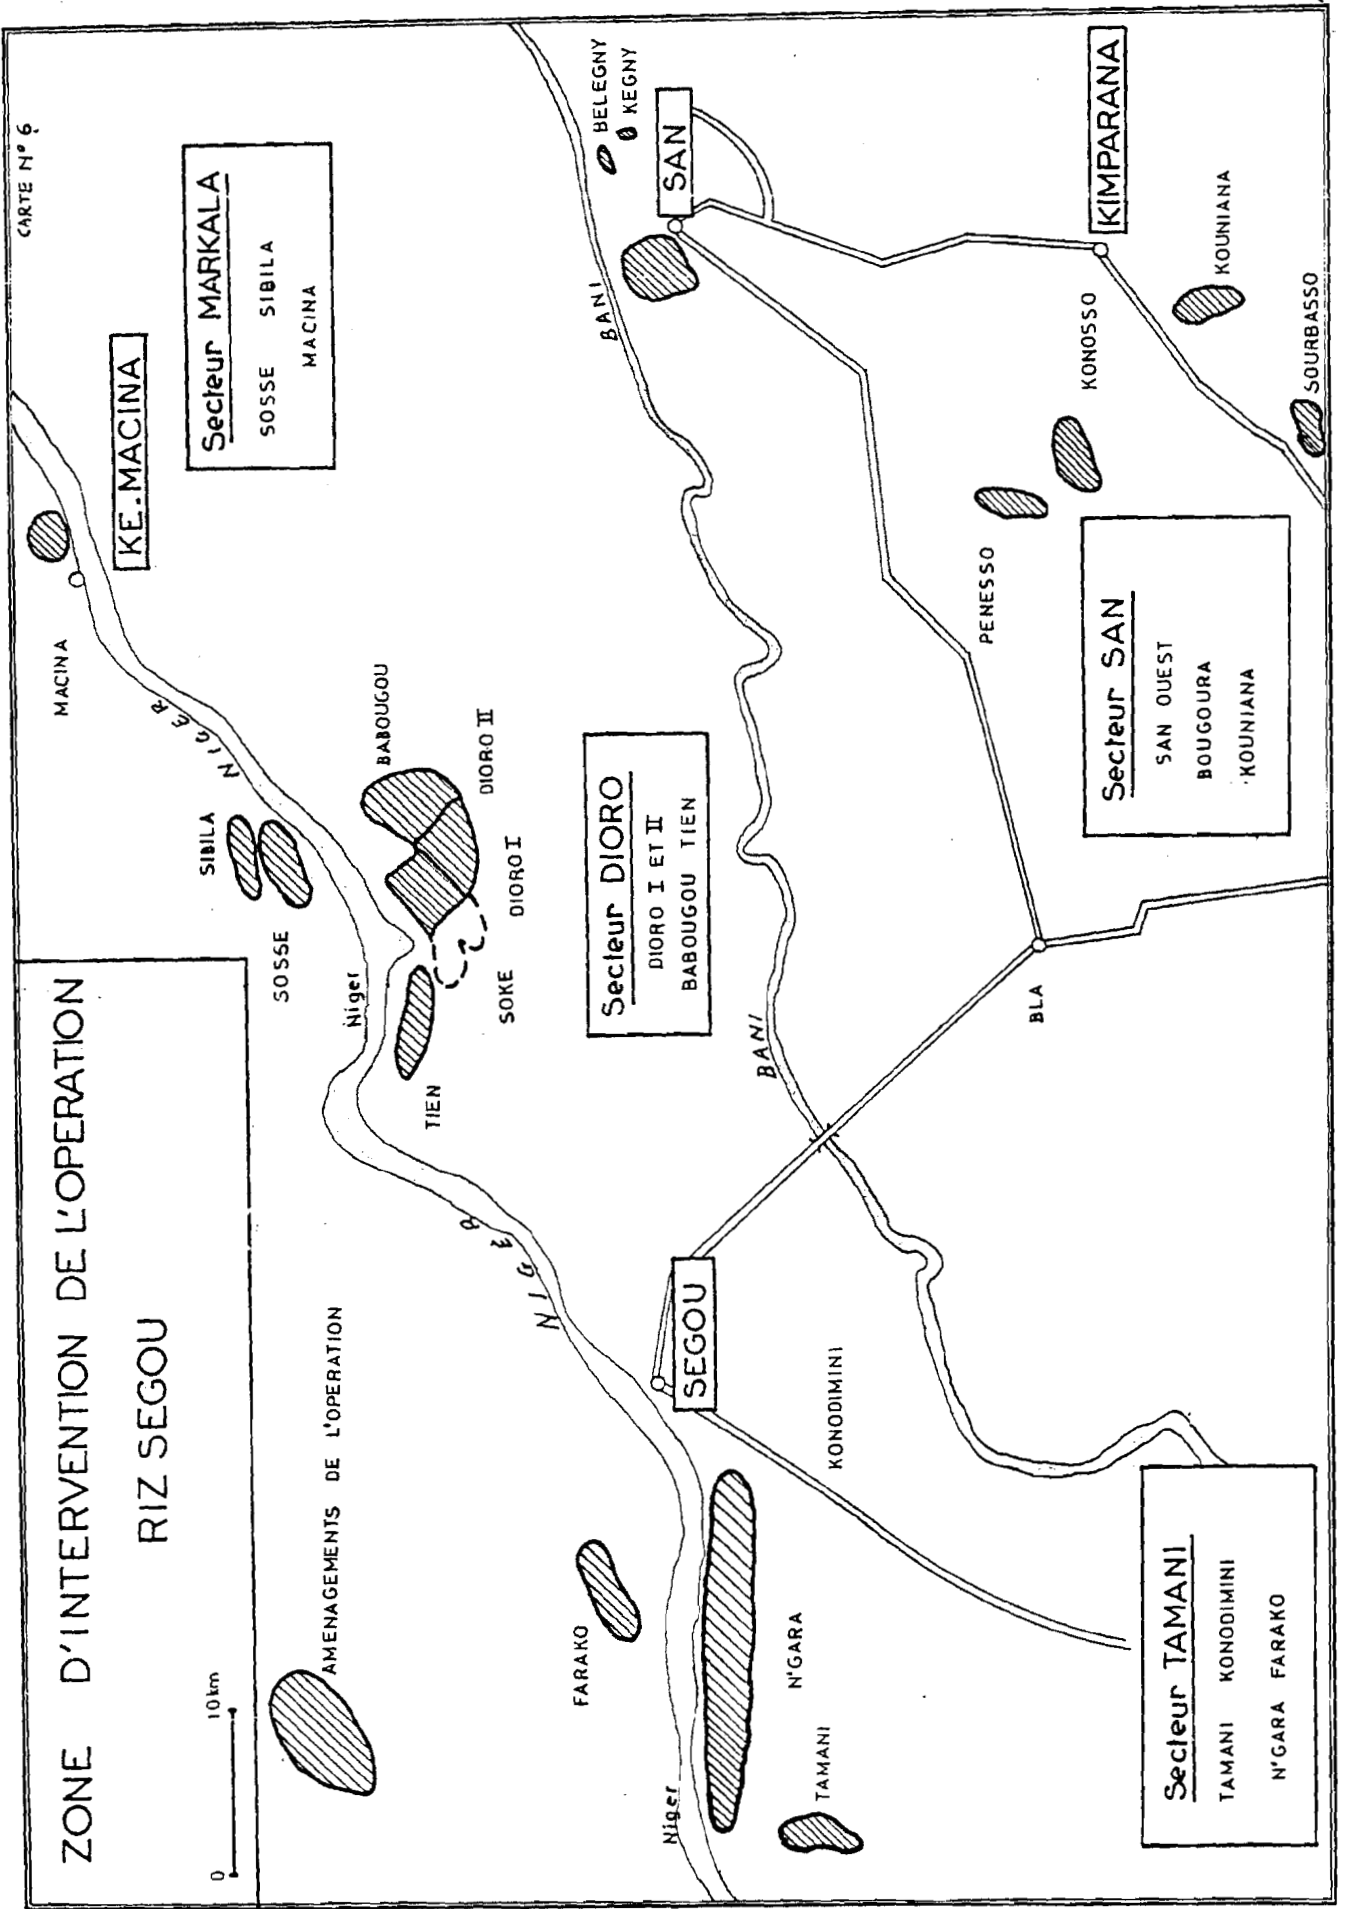 CARTE N° 6
ZONE D'INTERVENTION DE L'OPERATION
RIZ SEGOU
0 10km
AMENAGEMENTS DE L'OPERATION
MACINA
KE.MACINA
Secteur MARKALA
SOSSE SIBILA
MACINA
NIGER
SIBILA
SOSSE
Niger
BABOUGOU
DIORO II
DIORO I
SOKE
TIEN
NIGER
Secteur DIORO
DIORO I ET II
BABOUGOU TIEN
BELEGNY
KEGNY
SAN
BANI
KIMPARANA
KOUNIANA
KONOSSO
SOURBASSO
PENESSO
Secteur SAN
SAN OUEST
BOUGOURA
KOUNIANA
BANI
BLA
SEGOU
KONODIMINI
FARAKO
N'GARA
Niger
TAMANI
Secteur TAMANI
TAMANI KONODIMINI
N'GARA FARAKO